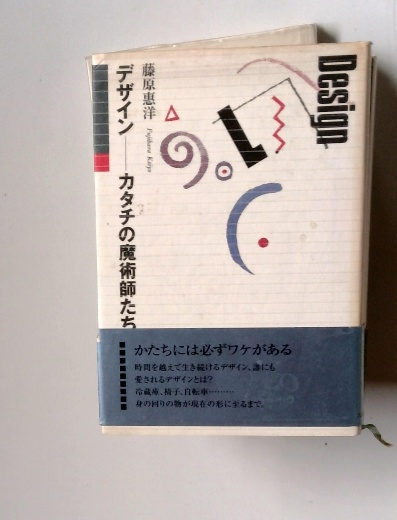 Design
藤原惠洋
Fujihara Keiyo
デザイン——カタチの魔術師たち
かたちには必ずワケがある
時間を越えて生き続けるデザイン、誰にも
愛されるデザインとは?
冷蔵庫、椅子、自転車………
身の回りの物が現在の形に至るまで。